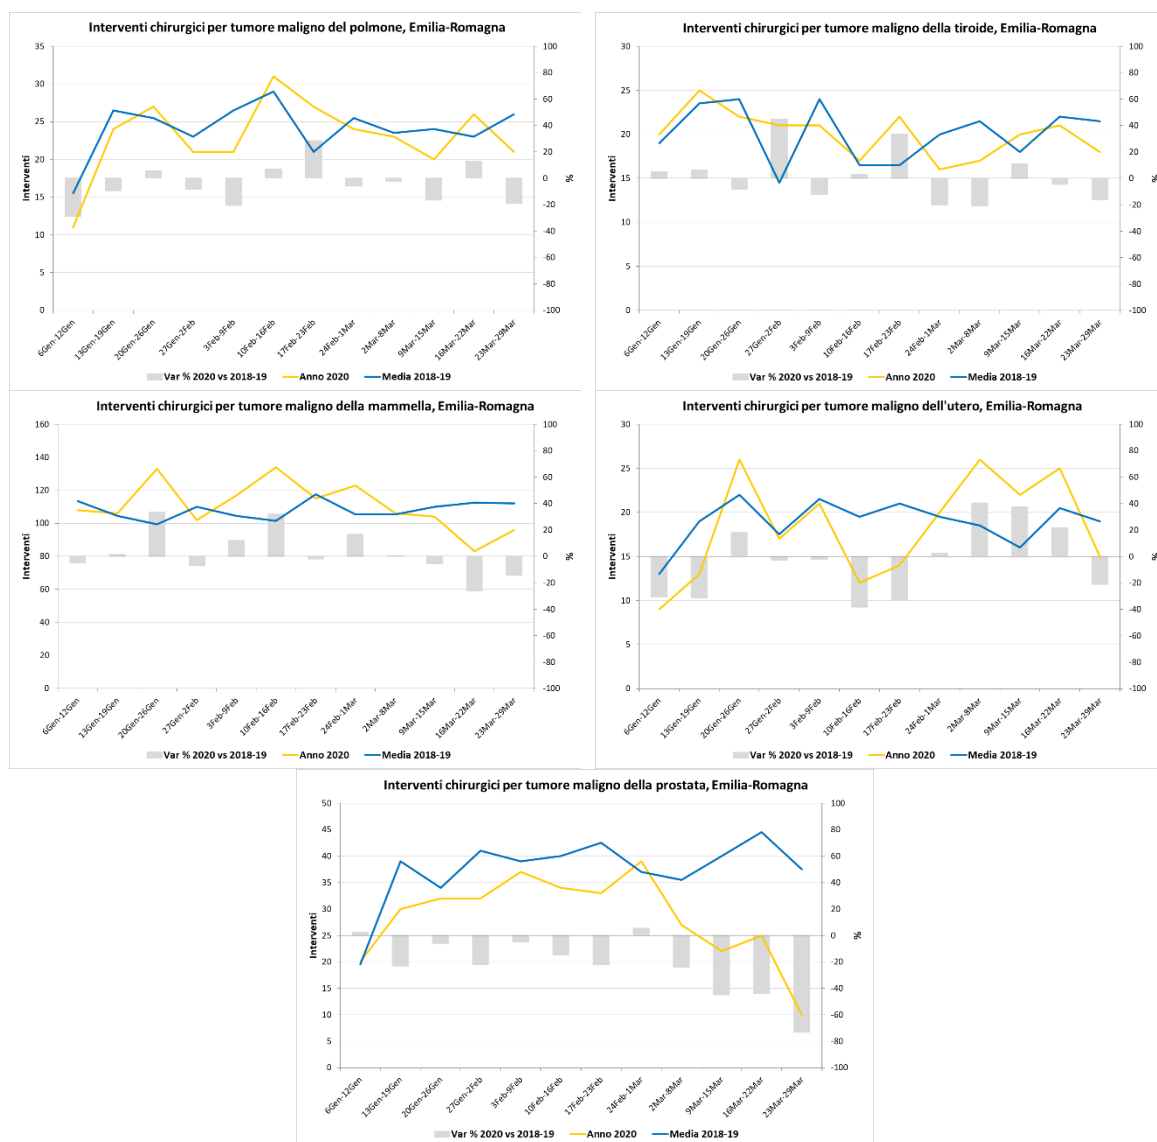 Interventi chirurgici per tumore maligno del polmone, Emilia-Romagna
35
30
25
20
15
10
5
0
Interventi
100
80
60
40
20
0
-20
-40
-60
-80
-100
%
6Gen-12Gen
13Gen-19Gen
20Gen-26Gen
27Gen-2Feb
3Feb-9Feb
10Feb-16Feb
17Feb-23Feb
24Feb-1Mar
2Mar-8Mar
9Mar-15Mar
16Mar-22Mar
23Mar-29Mar
Var % 2020 vs 2018-19 Anno 2020 Media 2018-19
Interventi chirurgici per tumore maligno della tiroide, Emilia-Romagna
30
25
20
15
10
5
0
Interventi
100
80
60
40
20
0
-20
-40
-60
-80
-100
%
6Gen-12Gen
13Gen-19Gen
20Gen-26Gen
27Gen-2Feb
3Feb-9Feb
10Feb-16Feb
17Feb-23Feb
24Feb-1Mar
2Mar-8Mar
9Mar-15Mar
16Mar-22Mar
23Mar-29Mar
Var % 2020 vs 2018-19 Anno 2020 Media 2018-19
Interventi chirurgici per tumore maligno della mammella, Emilia-Romagna
160
140
120
100
80
60
40
20
0
Interventi
100
80
60
40
20
0
-20
-40
-60
-80
-100
%
6Gen-12Gen
13Gen-19Gen
20Gen-26Gen
27Gen-2Feb
3Feb-9Feb
10Feb-16Feb
17Feb-23Feb
24Feb-1Mar
2Mar-8Mar
9Mar-15Mar
16Mar-22Mar
23Mar-29Mar
Var % 2020 vs 2018-19 Anno 2020 Media 2018-19
Interventi chirurgici per tumore maligno dell'utero, Emilia-Romagna
30
25
20
15
10
5
0
Interventi
100
80
60
40
20
0
-20
-40
-60
-80
-100
%
6Gen-12Gen
13Gen-19Gen
20Gen-26Gen
27Gen-2Feb
3Feb-9Feb
10Feb-16Feb
17Feb-23Feb
24Feb-1Mar
2Mar-8Mar
9Mar-15Mar
16Mar-22Mar
23Mar-29Mar
Var % 2020 vs 2018-19 Anno 2020 Media 2018-19
Interventi chirurgici per tumore maligno della prostata, Emilia-Romagna
50
45
40
35
30
25
20
15
10
5
0
Interventi
100
80
60
40
20
0
-20
-40
-60
-80
-100
%
6Gen-12Gen
13Gen-19Gen
20Gen-26Gen
27Gen-2Feb
3Feb-9Feb
10Feb-16Feb
17Feb-23Feb
24Feb-1Mar
2Mar-8Mar
9Mar-15Mar
16Mar-22Mar
23Mar-29Mar
Var % 2020 vs 2018-19 Anno 2020 Media 2018-19